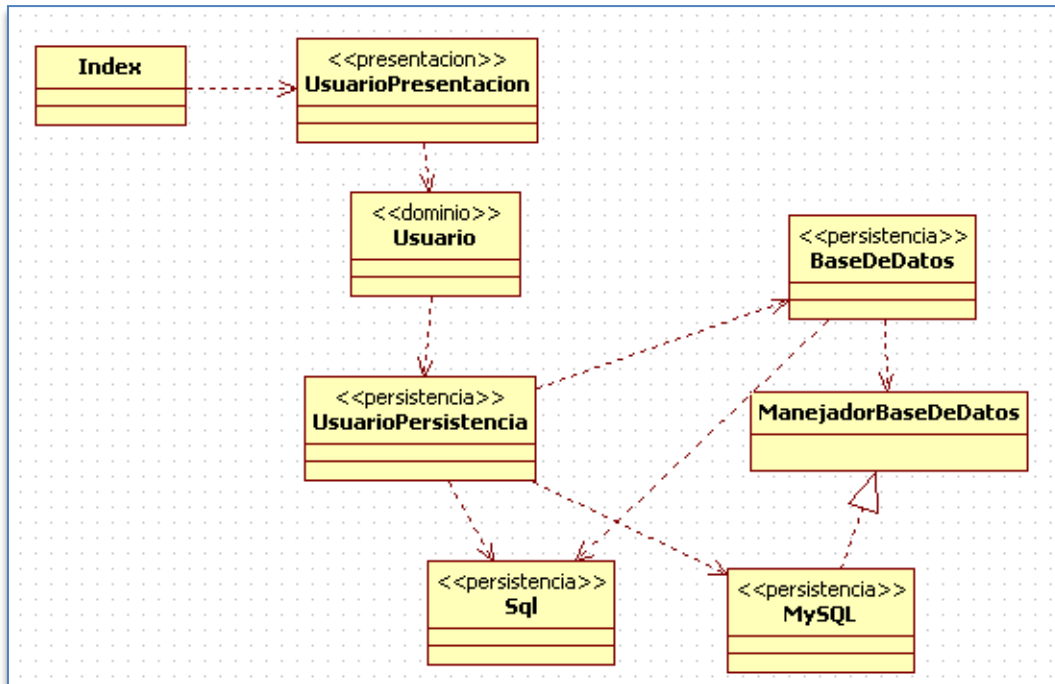 Index
<<presentacion>>
UsuarioPresentacion
<<dominio>>
Usuario
<<persistencia>>
BaseDeDatos
<<persistencia>>
UsuarioPersistencia
ManejadorBaseDeDatos
<<persistencia>>
Sql
<<persistencia>>
MySQL